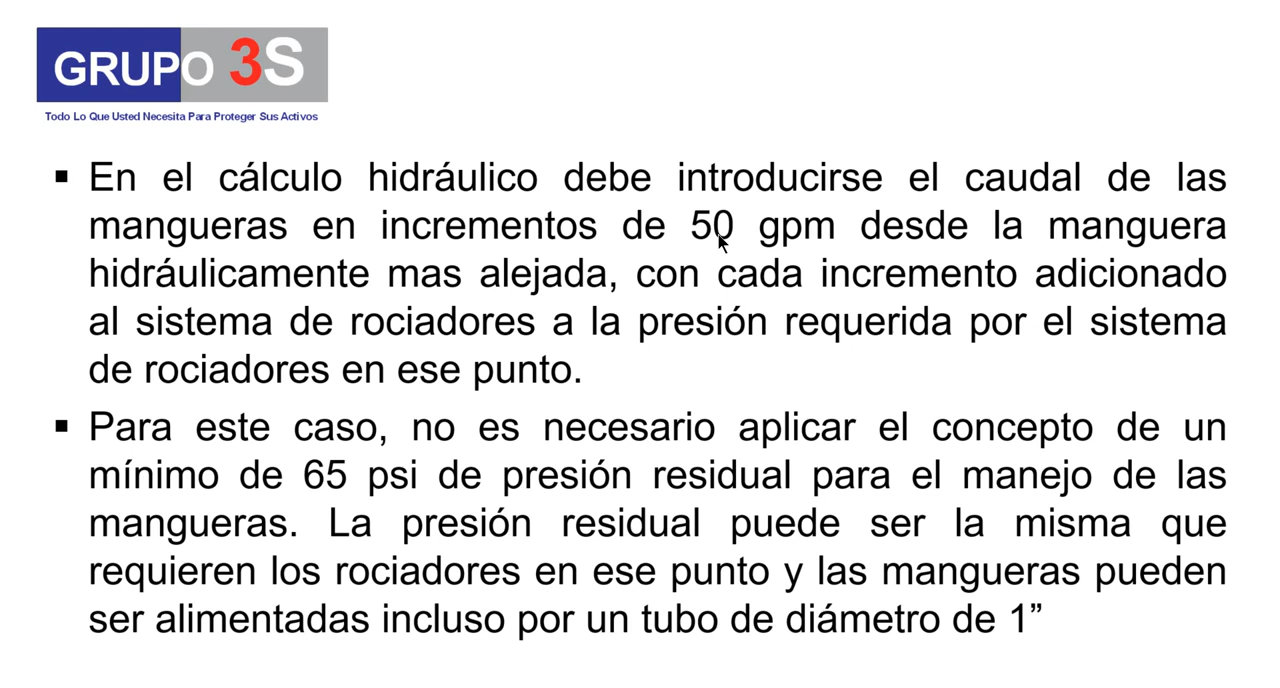 GRUPO 3S
Todo Lo Que Usted Necesita Para Proteger Sus Activos
▪ En el cálculo hidráulico debe introducirse el caudal de las
mangueras en incrementos de 50 gpm desde la manguera
hidráulicamente mas alejada, con cada incremento adicionado
al sistema de rociadores a la presión requerida por el sistema
de rociadores en ese punto.
▪ Para este caso, no es necesario aplicar el concepto de un
mínimo de 65 psi de presión residual para el manejo de las
mangueras. La presión residual puede ser la misma que
requieren los rociadores en ese punto y las mangueras pueden
ser alimentadas incluso por un tubo de diámetro de 1”